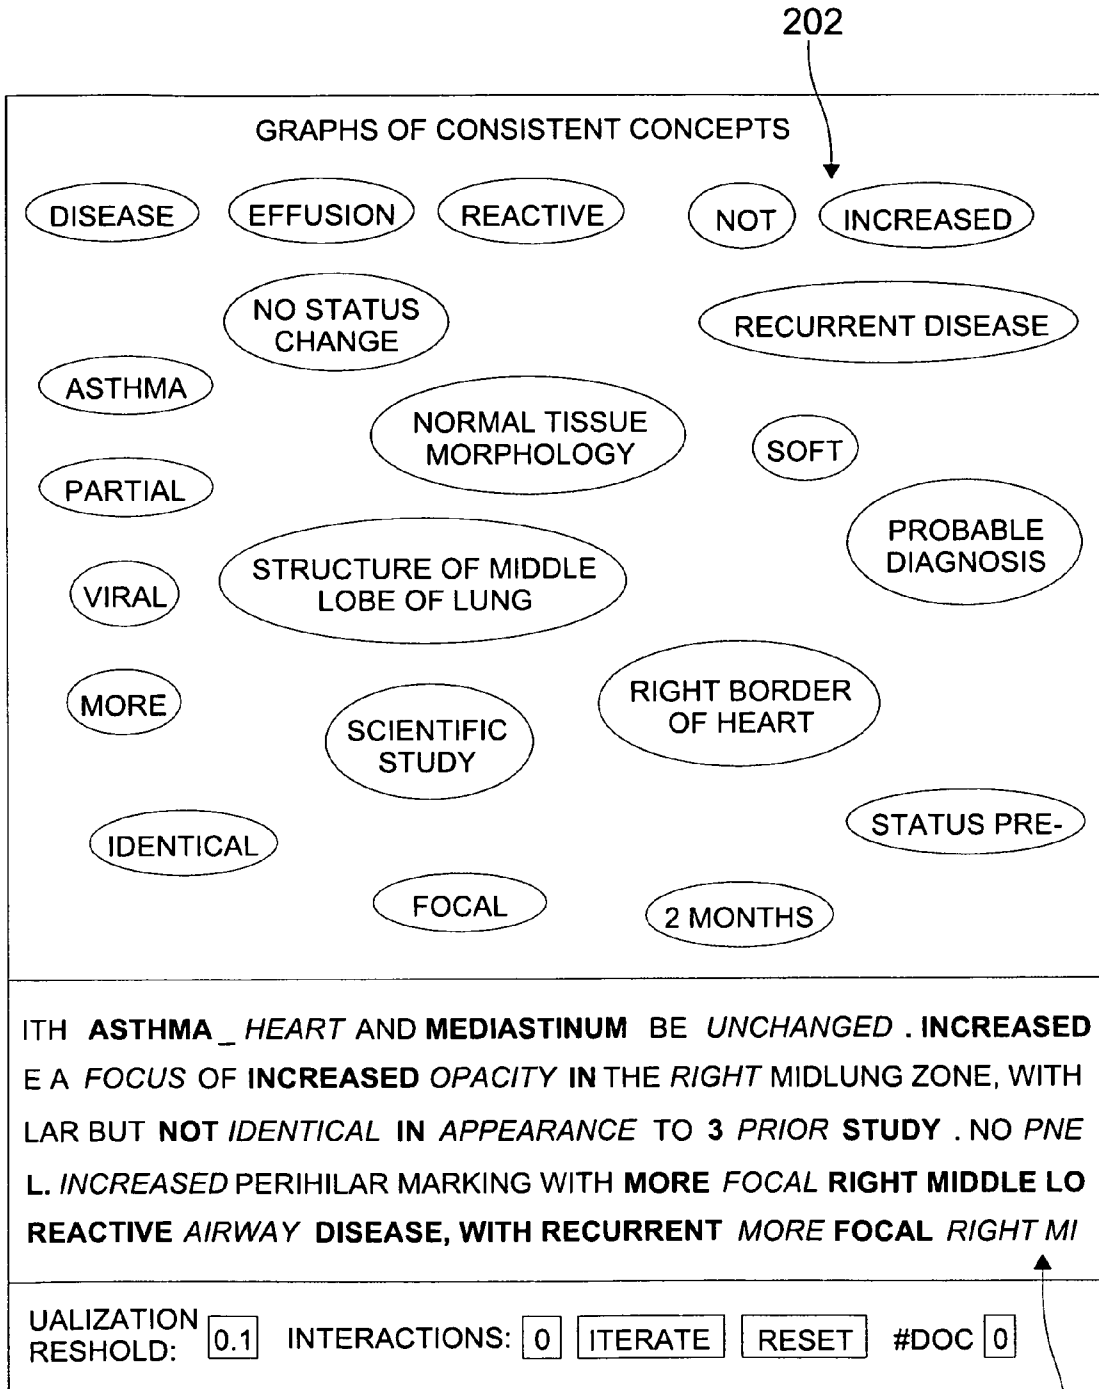 202
GRAPHS OF CONSISTENT CONCEPTS
DISEASE EFFUSION REACTIVE NOT INCREASED
NO STATUS
CHANGE
RECURRENT DISEASE
ASTHMA
NORMAL TISSUE
MORPHOLOGY
SOFT
PARTIAL
PROBABLE
DIAGNOSIS
STRUCTURE OF MIDDLE
LOBE OF LUNG
VIRAL
MORE
RIGHT BORDER
OF HEART
SCIENTIFIC
STUDY
STATUS PRE-
IDENTICAL
FOCAL
2 MONTHS
ITH ASTHMA _ HEART AND MEDIASTINUM BE UNCHANGED . INCREASED
E A FOCUS OF INCREASED OPACITY IN THE RIGHT MIDLUNG ZONE, WITH
LAR BUT NOT IDENTICAL IN APPEARANCE TO 3 PRIOR STUDY . NO PNE
L. INCREASED PERIHILAR MARKING WITH MORE FOCAL RIGHT MIDDLE LO
REACTIVE AIRWAY DISEASE, WITH RECURRENT MORE FOCAL RIGHT MI
UALIZATION
RESHOLD: 0.1 INTERACTIONS: 0 ITERATE RESET #DOC 0